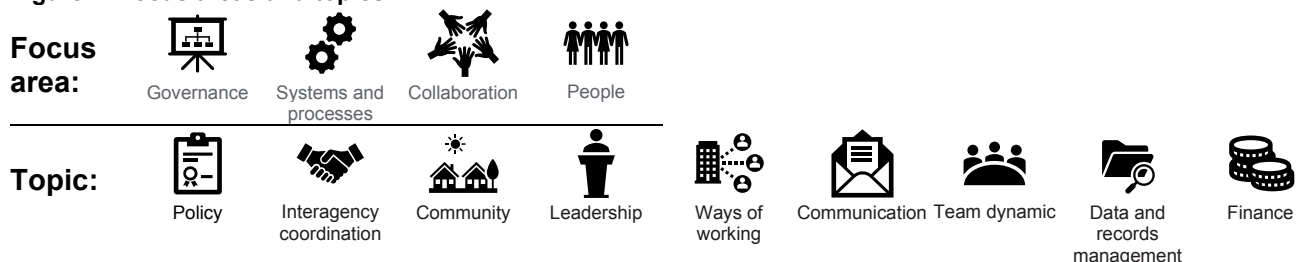 Focus
area:
Governance
Systems and
processes
Collaboration
People
Topic:
Policy
Interagency
coordination
Community
Leadership
Ways of
working
Communication
Team dynamic
Data and
records
management
Finance